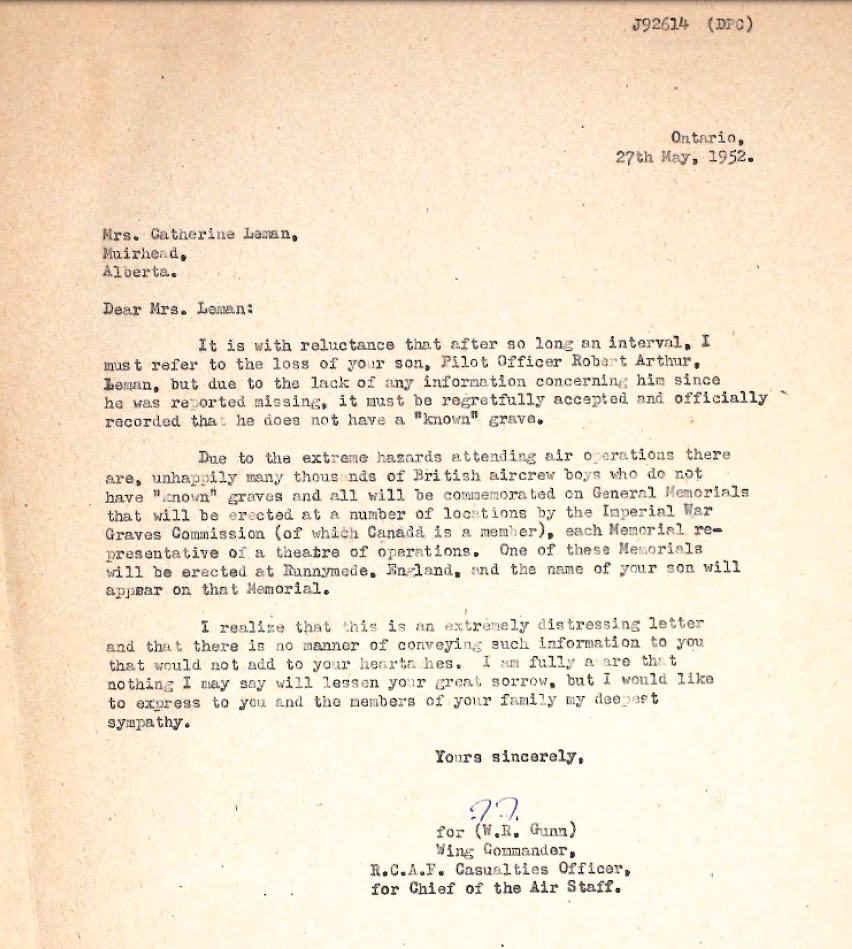 J92614 (DPC)
Ontario,
27th May, 1952.
Mrs. Catherine Leman,
Muirhead,
Alberta.
Dear Mrs. Leman:
It is with reluctance that after so long an interval, I
must refer to the loss of your son, Pilot Officer Robert Arthur,
Leman, but due to the lack of any information concerning him since
he was reported missing, it must be regretfully accepted and officially
recorded that he does not have a "known" grave.
Due to the extreme hazards attending air operations there
are, unhappily many thousands of British aircrew boys who do not
have "known" graves and all will be commemorated on General Memorials
that will be erected at a number of locations by the Imperial War
Graves Commission (of which Canada is a member), each Memorial re-
presentative of a theatre of operations. One of these Memorials
will be erected at Runnymede, England, and the name of your son will
appear on that Memorial.
I realize that this is an extremely distressing letter
and that there is no manner of conveying such information to you
that would not add to your heartaches. I am fully aware that
nothing I may say will lessen your great sorrow, but I would like
to express to you and the members of your family my deepest
sympathy.
Yours sincerely,
for (W.R. Gunn)
Wing Commander,
R.C.A.F. Casualties Officer,
for Chief of the Air Staff.